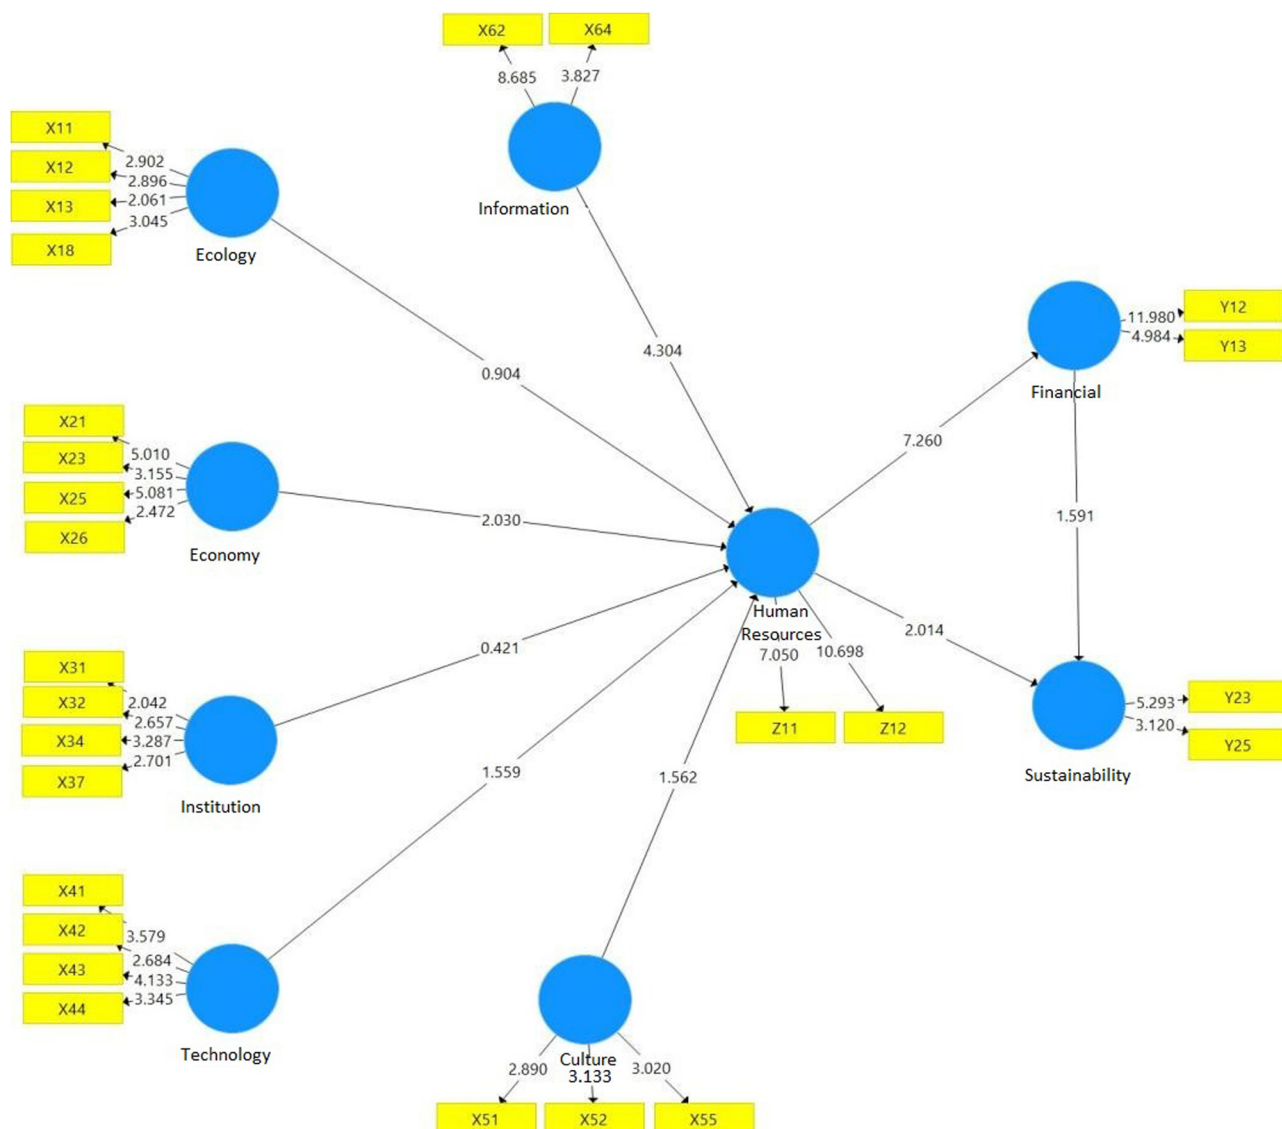 X62
X64
8.685
3.827
Information
X11
X12
X13
X18
2.902
2.896
2.061
3.045
Ecology
4.304
0.904
Y12
Y13
11.980
4.984
Financial
X21
X23
X25
X26
5.010
3.155
5.081
2.472
Economy
2.030
7.260
1.591
Human
Resources
7.050
10.698
Z11
Z12
2.014
Y23
Y25
5.293
3.120
Sustainability
X31
X32
X34
X37
2.042
2.657
3.287
2.701
Institution
0.421
1.559
1.562
X41
X42
X43
X44
3.579
2.684
4.133
3.345
Technology
Culture
2.890
3.133
3.020
X51
X52
X55